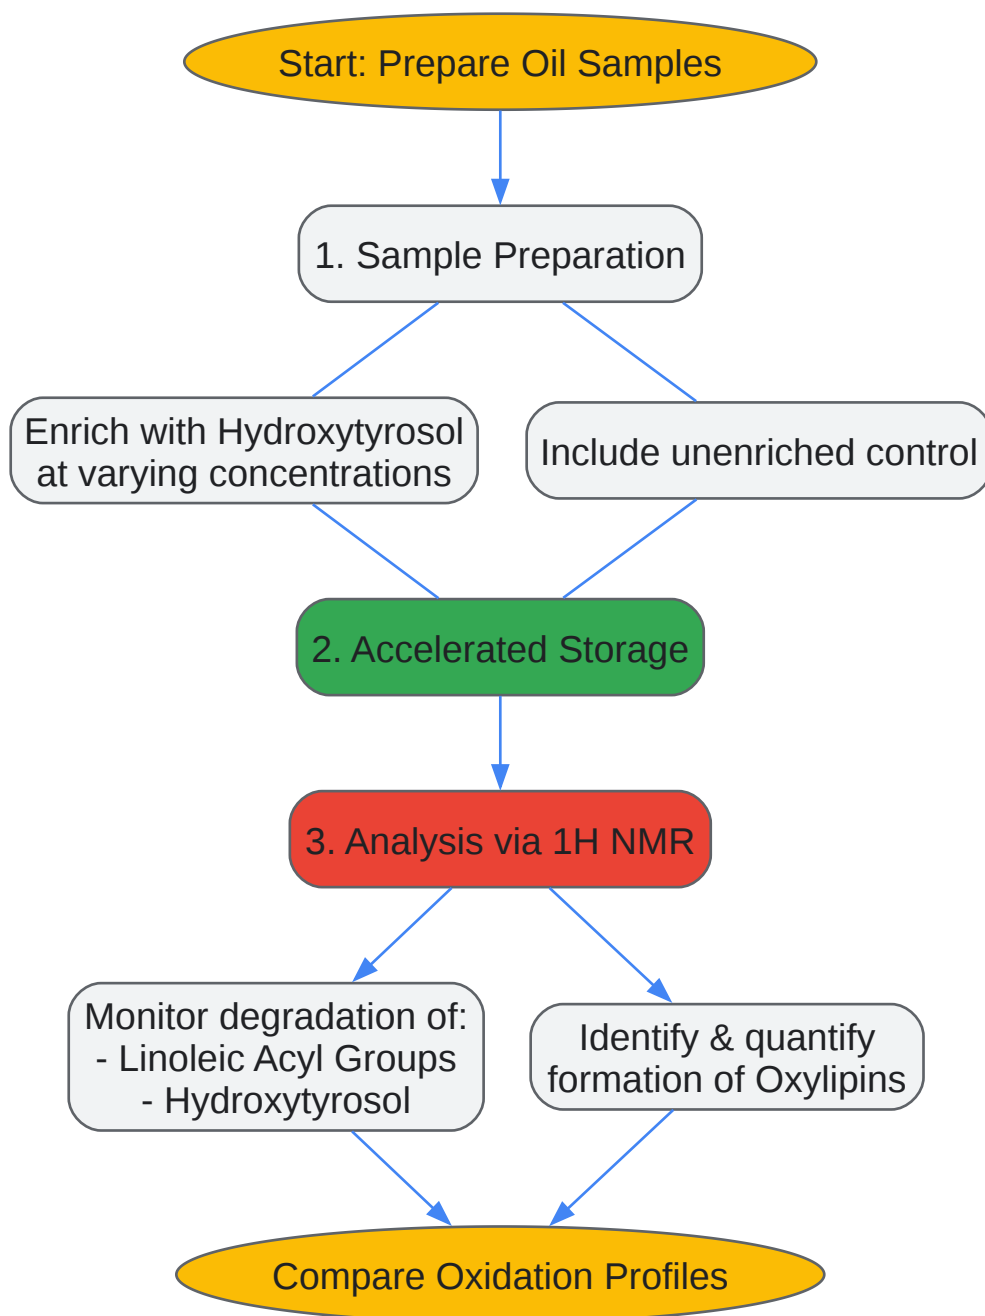 Start: Prepare Oil Samples
1. Sample Preparation
Enrich with Hydroxytyrosol
at varying concentrations
Include unenriched control
2. Accelerated Storage
3. Analysis via 1H NMR
Monitor degradation of:
- Linoleic Acyl Groups
- Hydroxytyrosol
Identify & quantify
formation of Oxylipins
Compare Oxidation Profiles